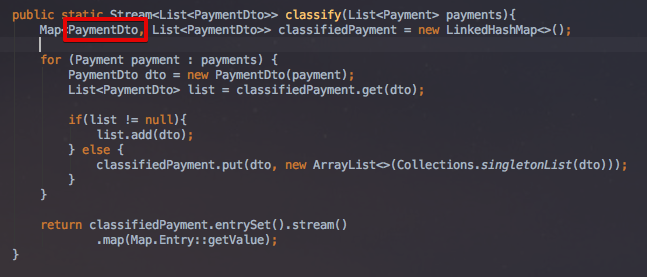 public static Stream<List<PaymentDto>> classify(List<Payment> payments){
Map<PaymentDto, List<PaymentDto>> classifiedPayment = new LinkedHashMap<>();
for (Payment payment : payments) {
PaymentDto dto = new PaymentDto(payment);
List<PaymentDto> list = classifiedPayment.get(dto);
if(list != null){
list.add(dto);
} else {
classifiedPayment.put(dto, new ArrayList<>(Collections.singletonList(dto)));
}
}
return classifiedPayment.entrySet().stream()
.map(Map.Entry::getValue);
}